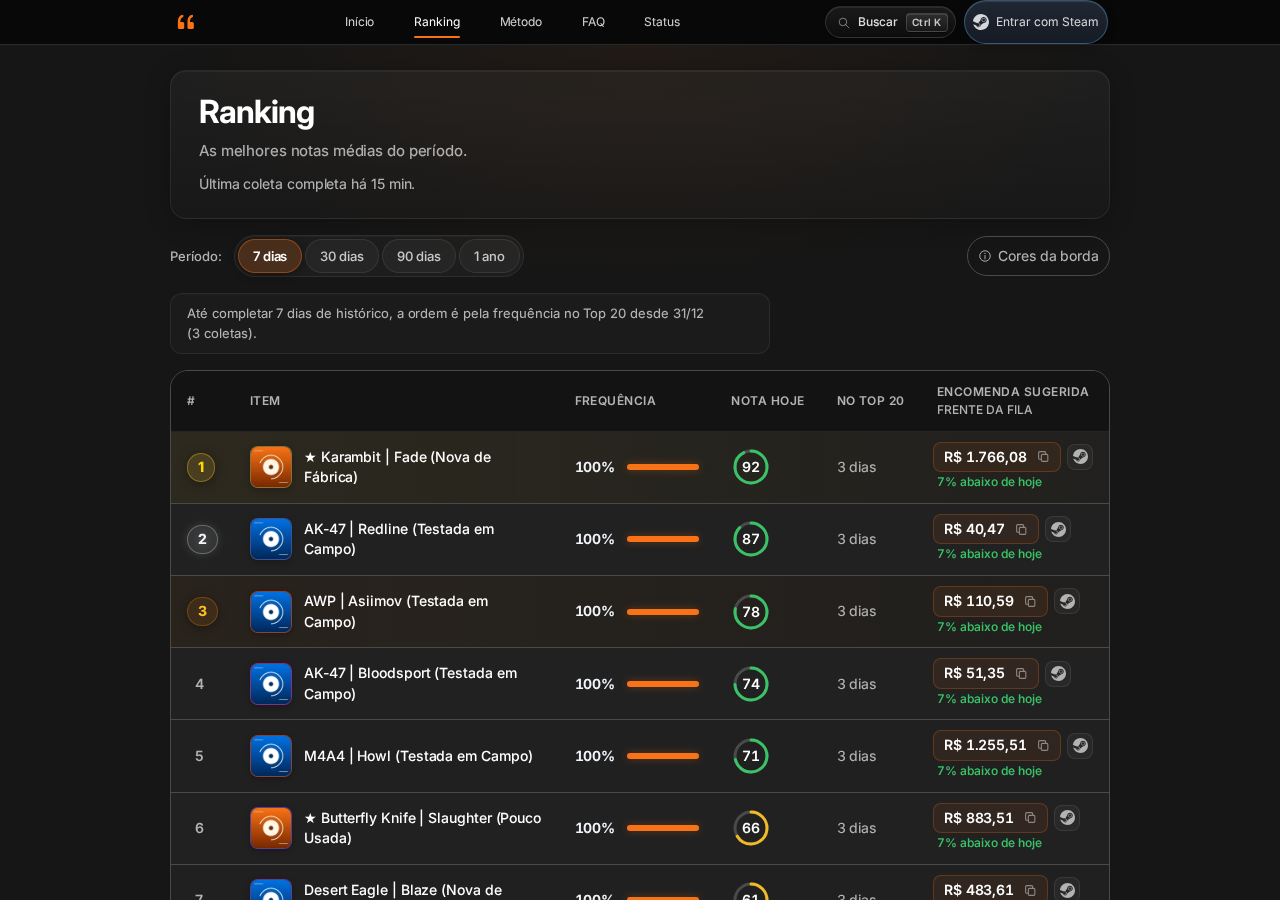 Início
Ranking
Método
FAQ
Status
Buscar
Ctrl K
Entrar com Steam
Ranking
As melhores notas médias do período.
Última coleta completa há 15 min.
Período:
7 dias
30 dias
90 dias
1 ano
Cores da borda
Até completar 7 dias de histórico, a ordem é pela frequência no Top 20 desde 31/12
(3 coletas).
#
ITEM
FREQUÊNCIA
NOTA HOJE
NO TOP 20
ENCOMENDA SUGERIDA
FRENTE DA FILA
1
★ Karambit | Fade (Nova de
Fábrica)
100%
92
3 dias
R$ 1.766,08
7% abaixo de hoje
2
AK-47 | Redline (Testada em
Campo)
100%
87
3 dias
R$ 40,47
7% abaixo de hoje
3
AWP | Asiimov (Testada em
Campo)
100%
78
3 dias
R$ 110,59
7% abaixo de hoje
4
AK-47 | Bloodsport (Testada em
Campo)
100%
74
3 dias
R$ 51,35
7% abaixo de hoje
5
M4A4 | Howl (Testada em Campo)
100%
71
3 dias
R$ 1.255,51
7% abaixo de hoje
6
★ Butterfly Knife | Slaughter (Pouco
Usada)
100%
66
3 dias
R$ 883,51
7% abaixo de hoje
7
Desert Eagle | Blaze (Nova de
100%
61
3 dias
R$ 483,61